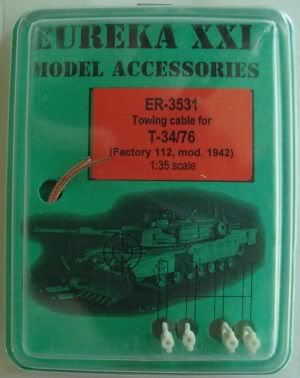 EUREKA XXI
MODEL ACCESSORIES
ER-3531
Towing cable for
T-34/76
(Factory 112, mod. 1942)
1:35 scale